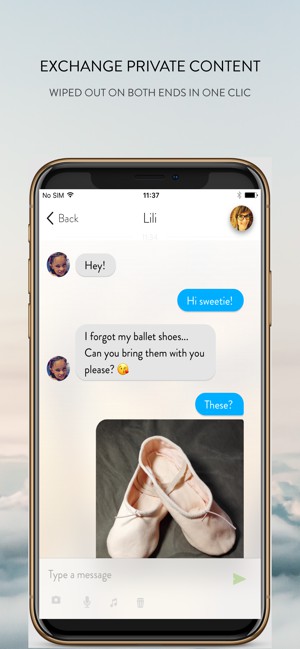 EXCHANGE PRIVATE CONTENT
WIPED OUT ON BOTH ENDS IN ONE CLIC
No SIM 11:37
Back Lili
Hey!
Hi sweetie!
I forgot my ballet shoes...
Can you bring them with you
please? 😘
These?
Type a message